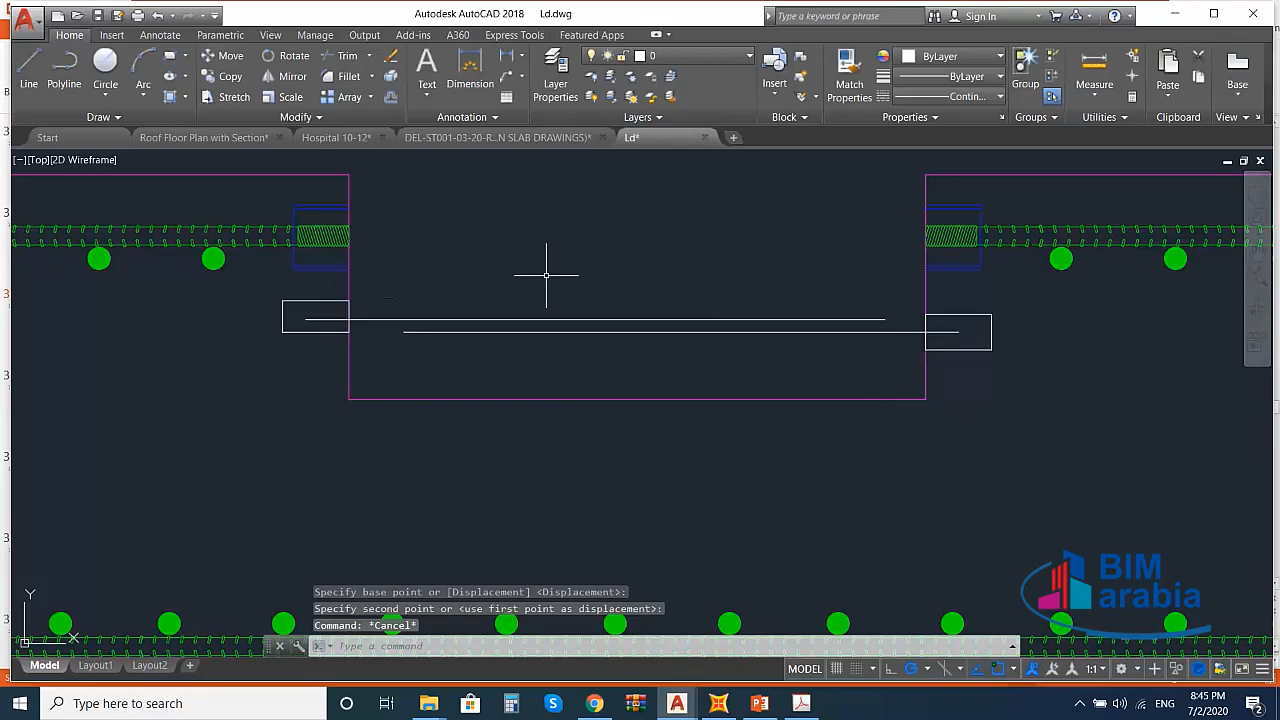 Autodesk AutoCAD 2018 Ld.dwg
Type a keyword or phrase
Sign In
Home Insert Annotate Parametric View Manage Output Add-ins A360 Express Tools Featured Apps
Line Polyline Circle Arc
Move Rotate Trim
Copy Mirror Fillet
Stretch Scale Array
Text Dimension
Layer Properties
0
Insert
Match Properties
ByLayer
ByLayer
Contin...
Group
Measure
Paste
Base
Draw Modify Annotation Layers Block Properties Groups Utilities Clipboard View
Start Roof Floor Plan with Section* Hospital 10-12* DEL-ST001-03-20-R...N SLAB DRAWINGS)* Ld*
[−][Top][2D Wireframe]
BIM
arabia
Specify base point or [Displacement] <Displacement>:
Specify second point or <use first point as displacement>:
Command: *Cancel*
Type a command
Y
X
Model Layout1 Layout2
MODEL 1:1
Type here to search
ENG
8:45 PM
7/2/2020
2